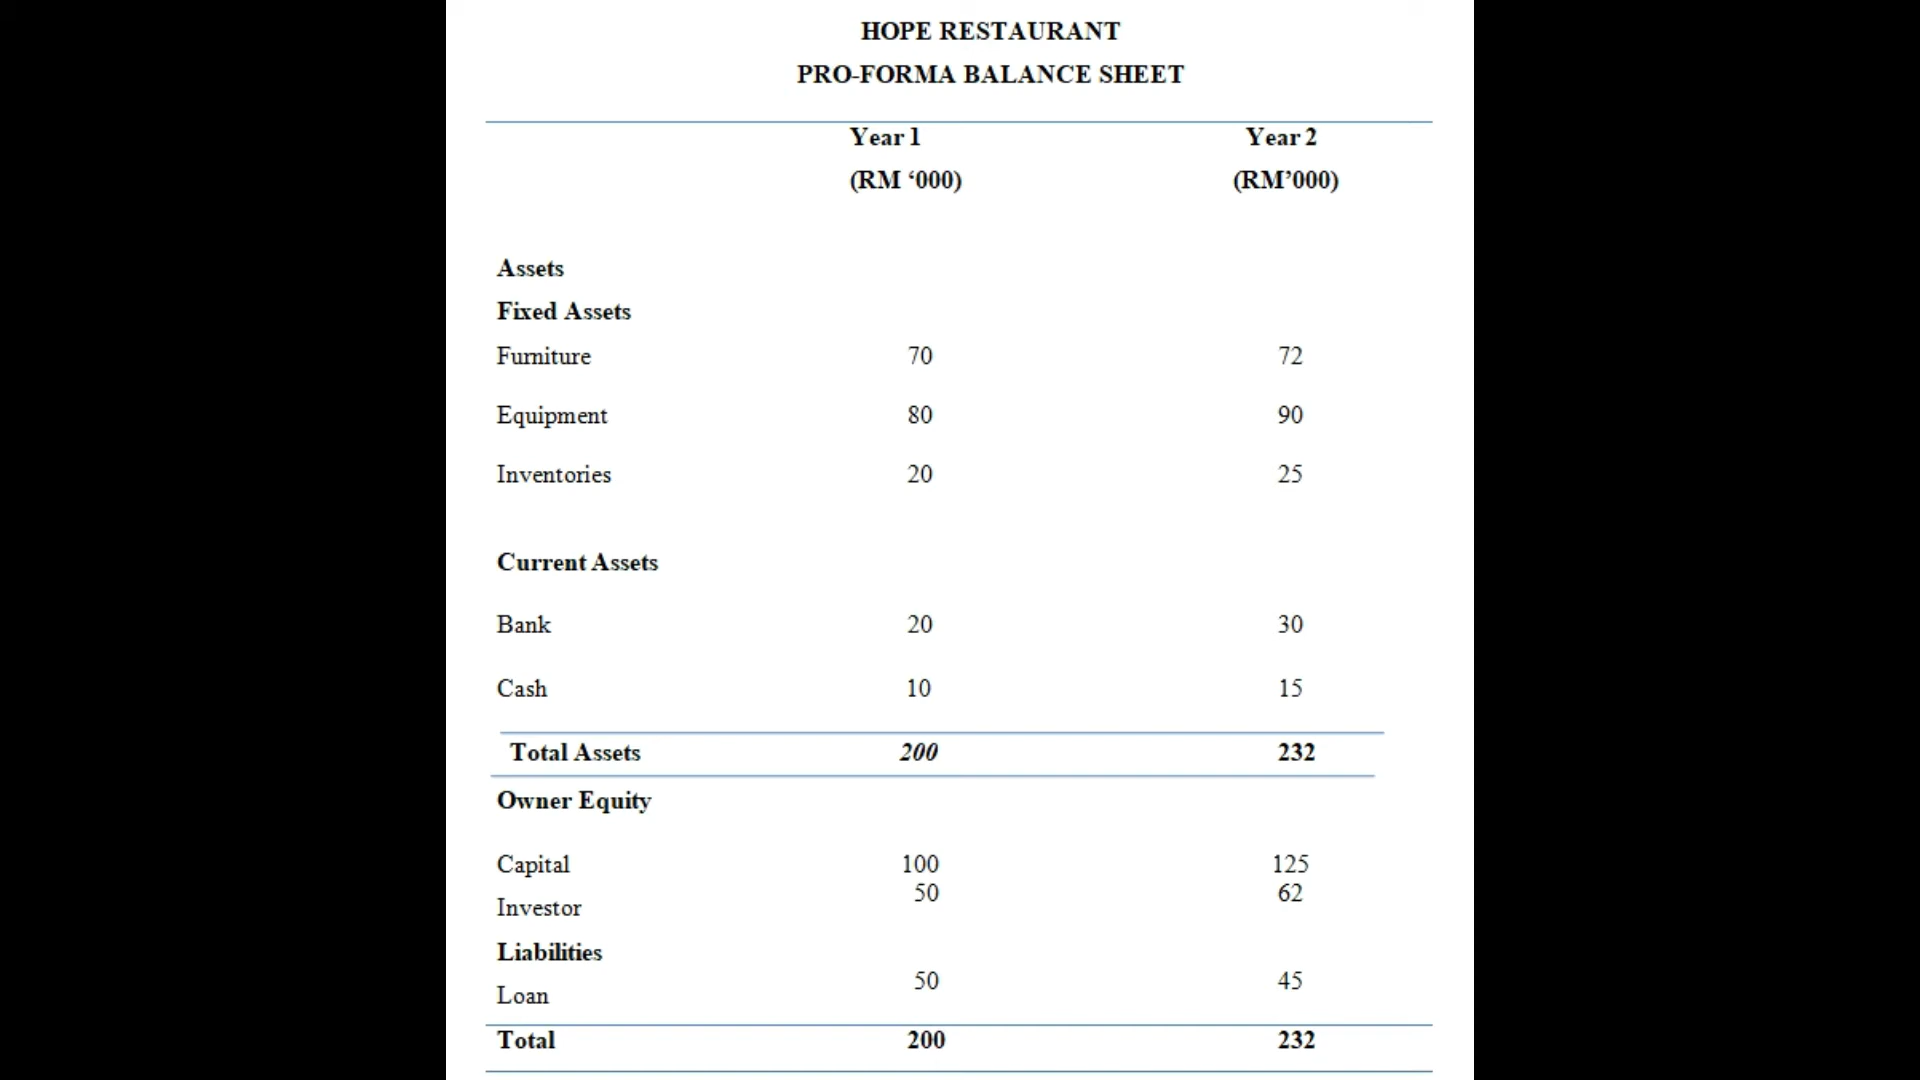 HOPE RESTAURANT
PRO-FORMA BALANCE SHEET
Year 1 Year 2
(RM ‘000) (RM’000)
Assets
Fixed Assets
Furniture 70 72
Equipment 80 90
Inventories 20 25
Current Assets
Bank 20 30
Cash 10 15
Total Assets 200 232
Owner Equity
Capital 100 125
Investor 50 62
Liabilities
Loan 50 45
Total 200 232